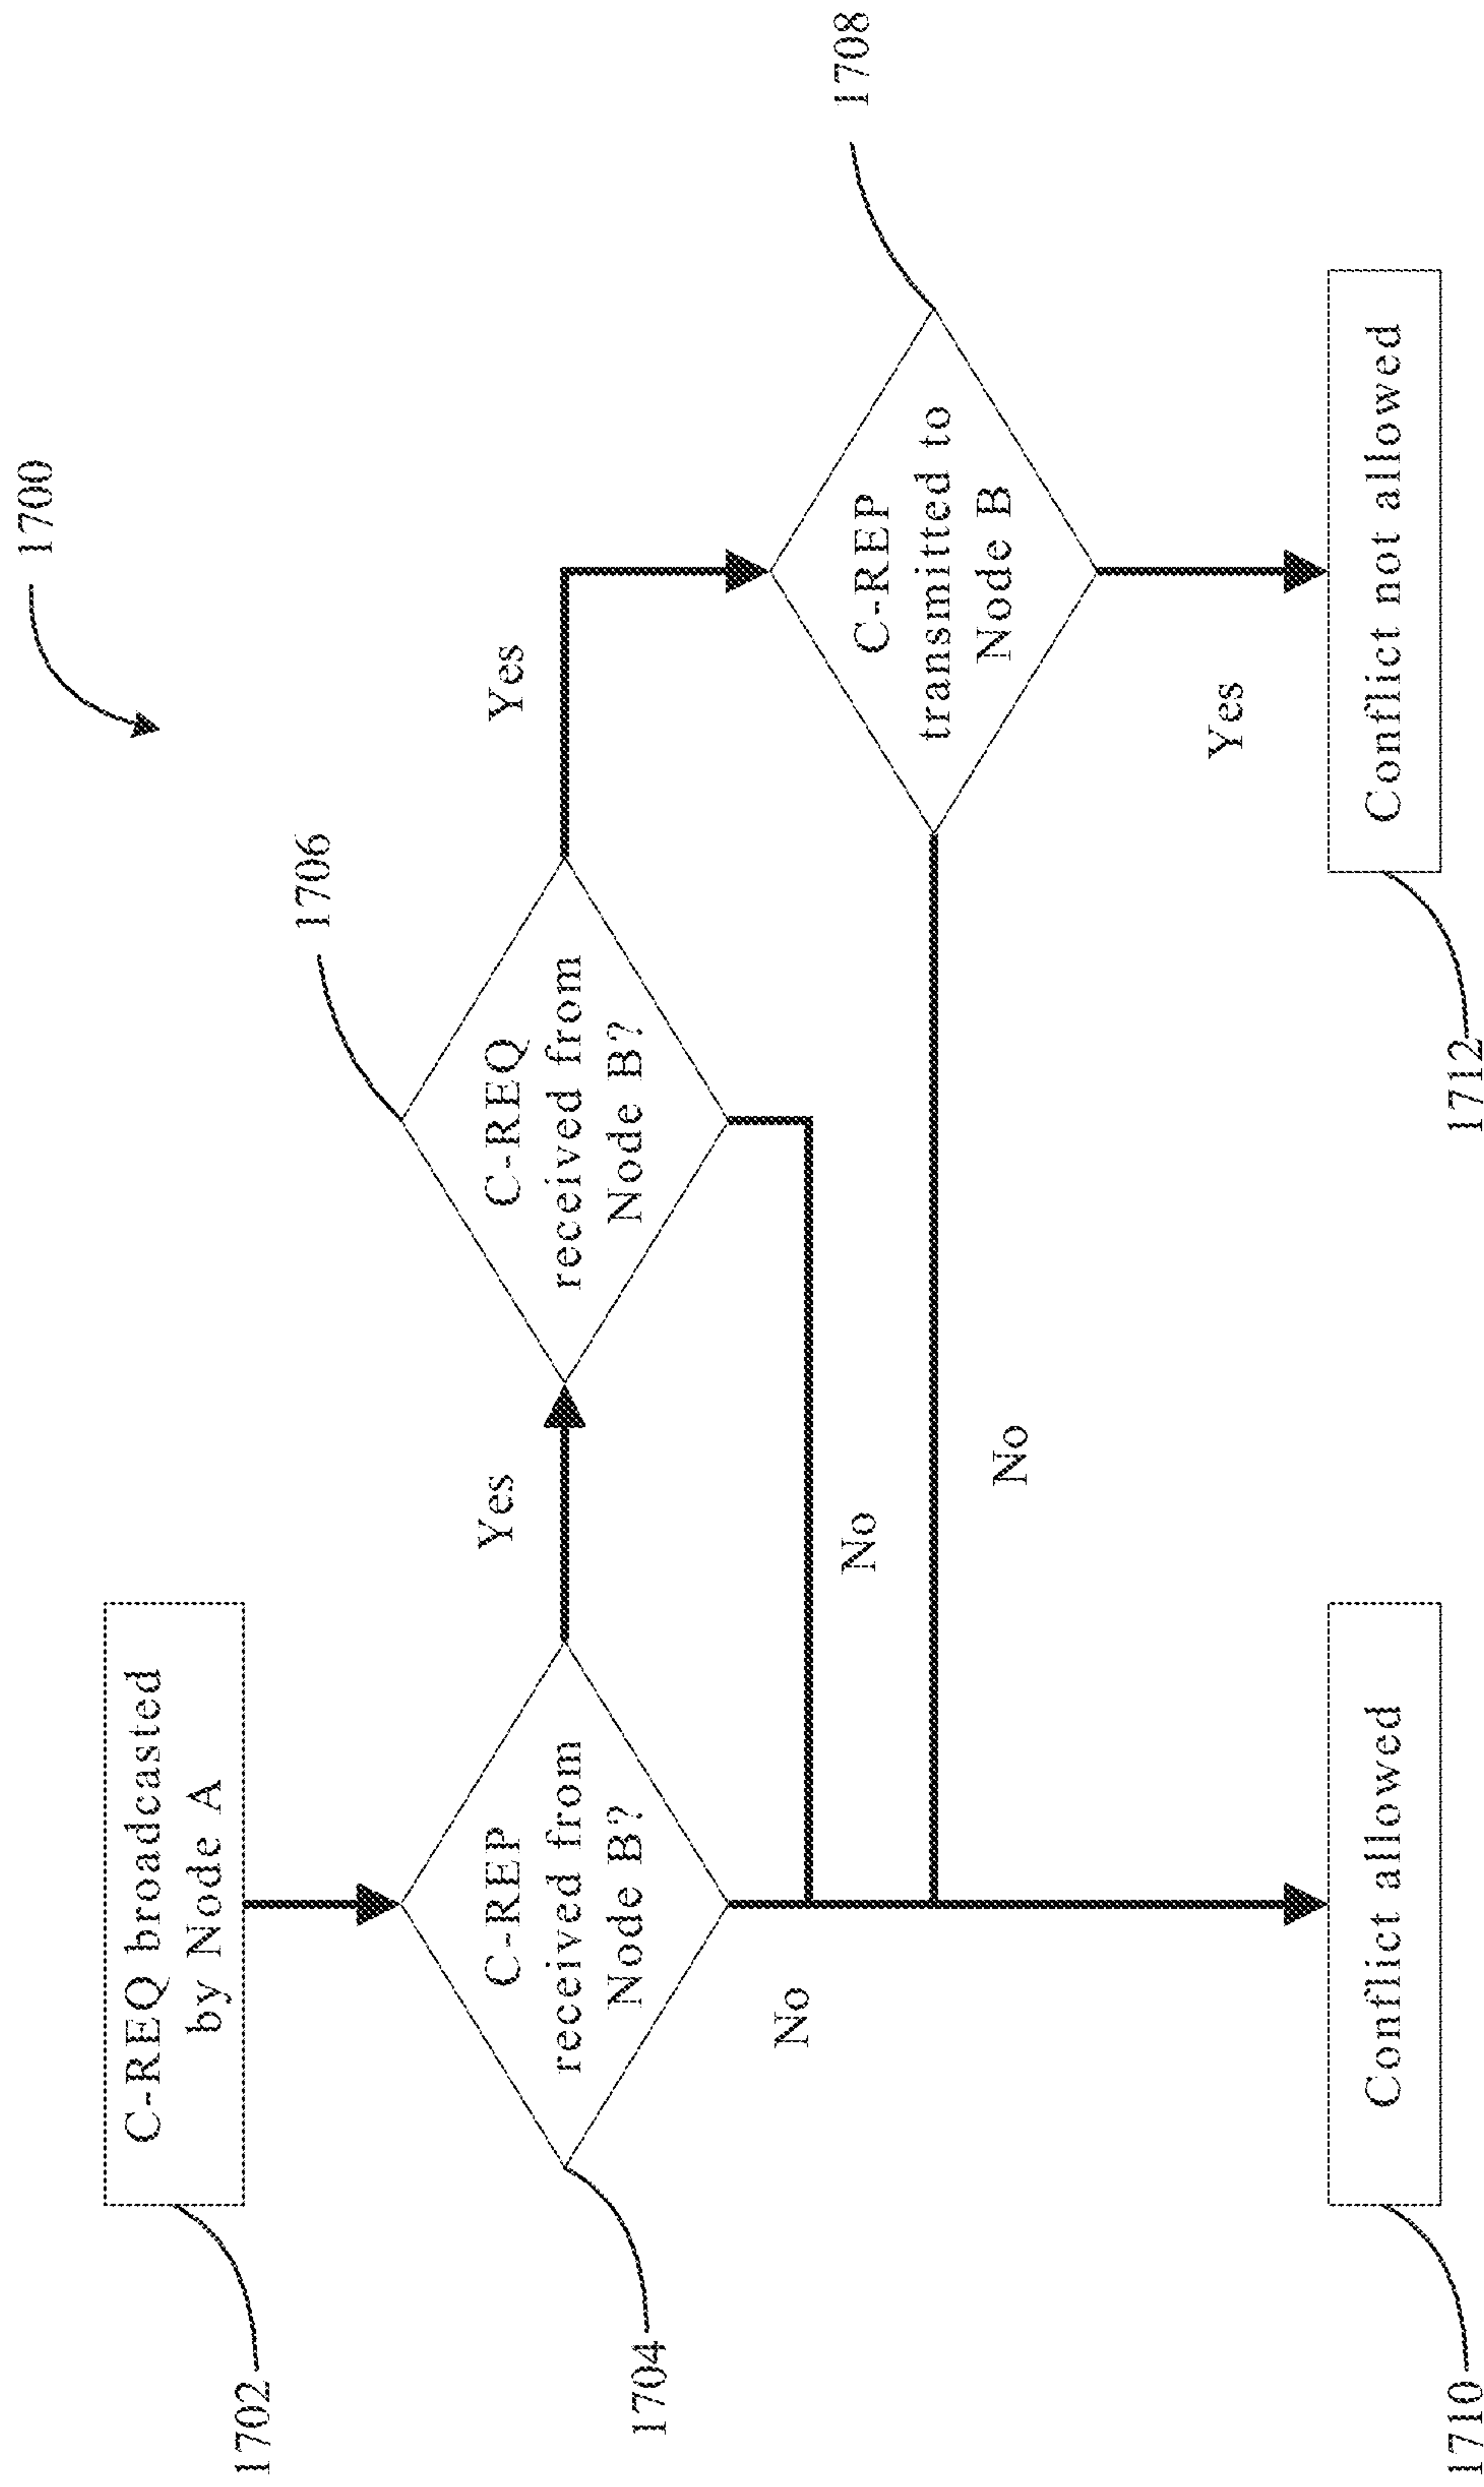 1700
C-REQ broadcasted
by Node A
1702
C-REP
received from
Node B?
1704
Yes
No
C-REQ
received from
Node B?
1706
Yes
No
C-REP
transmitted to
Node B
1708
No
Yes
Conflict allowed
1710
Conflict not allowed
1712